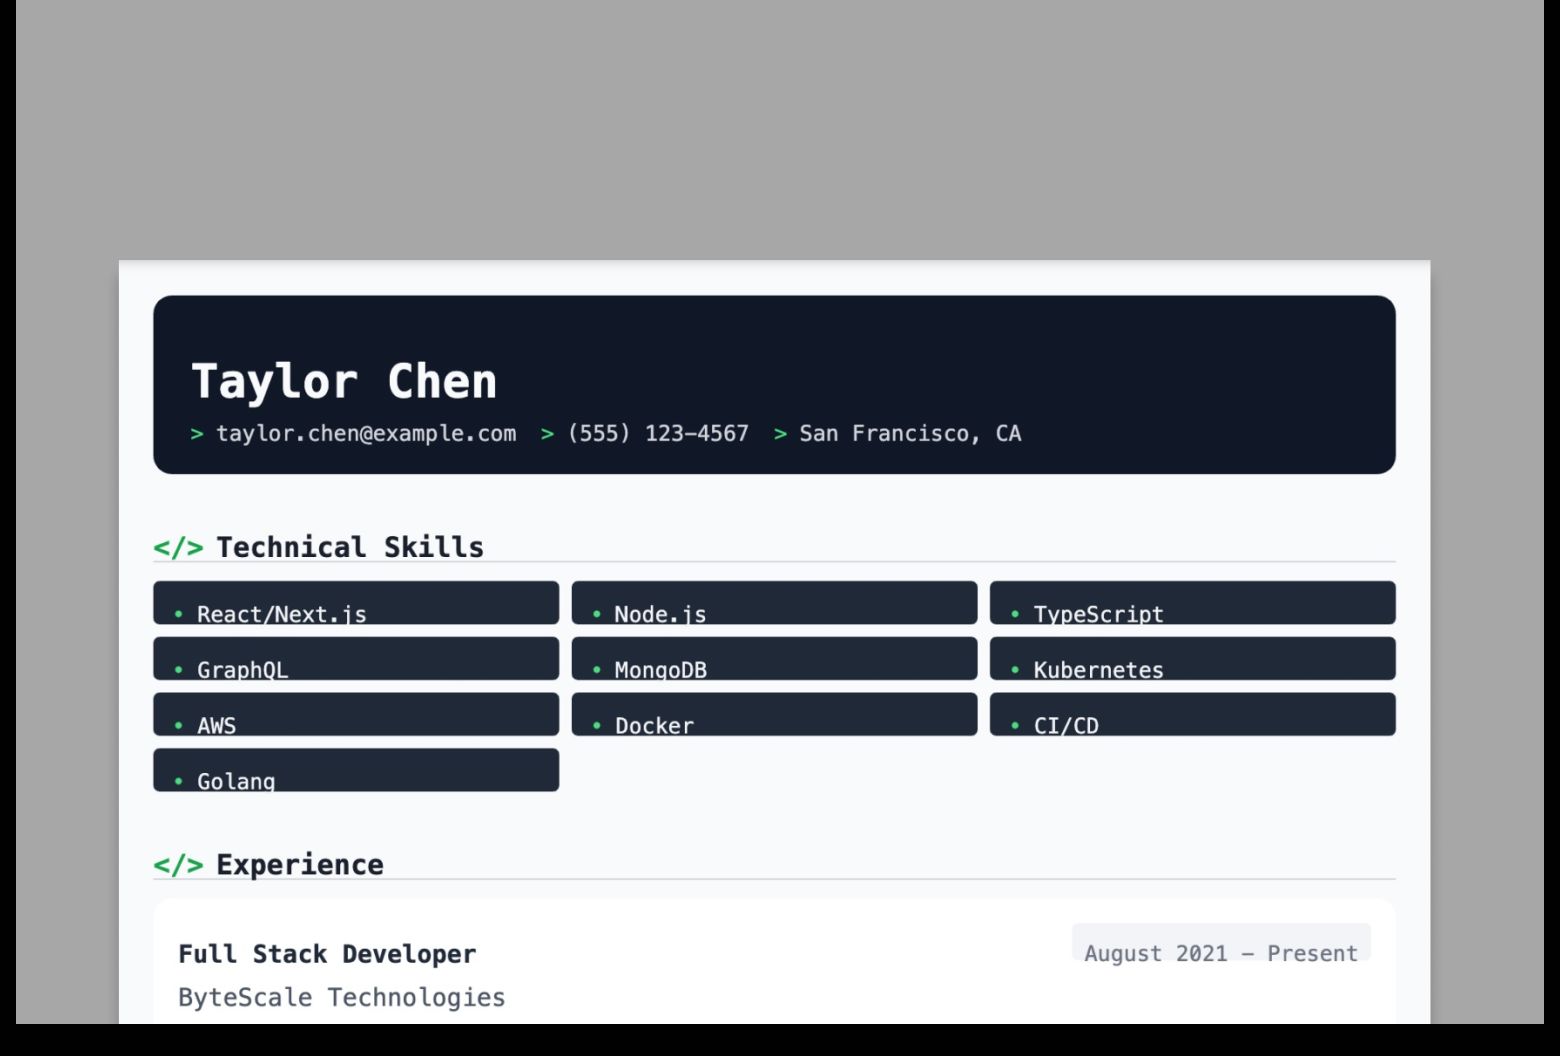 Taylor Chen
> taylor.chen@example.com > (555) 123-4567 > San Francisco, CA
</> Technical Skills
• React/Next.js • Node.js • TypeScript
• GraphQL • MongoDB • Kubernetes
• AWS • Docker • CI/CD
• Golang
</> Experience
Full Stack Developer August 2021 – Present
ByteScale Technologies